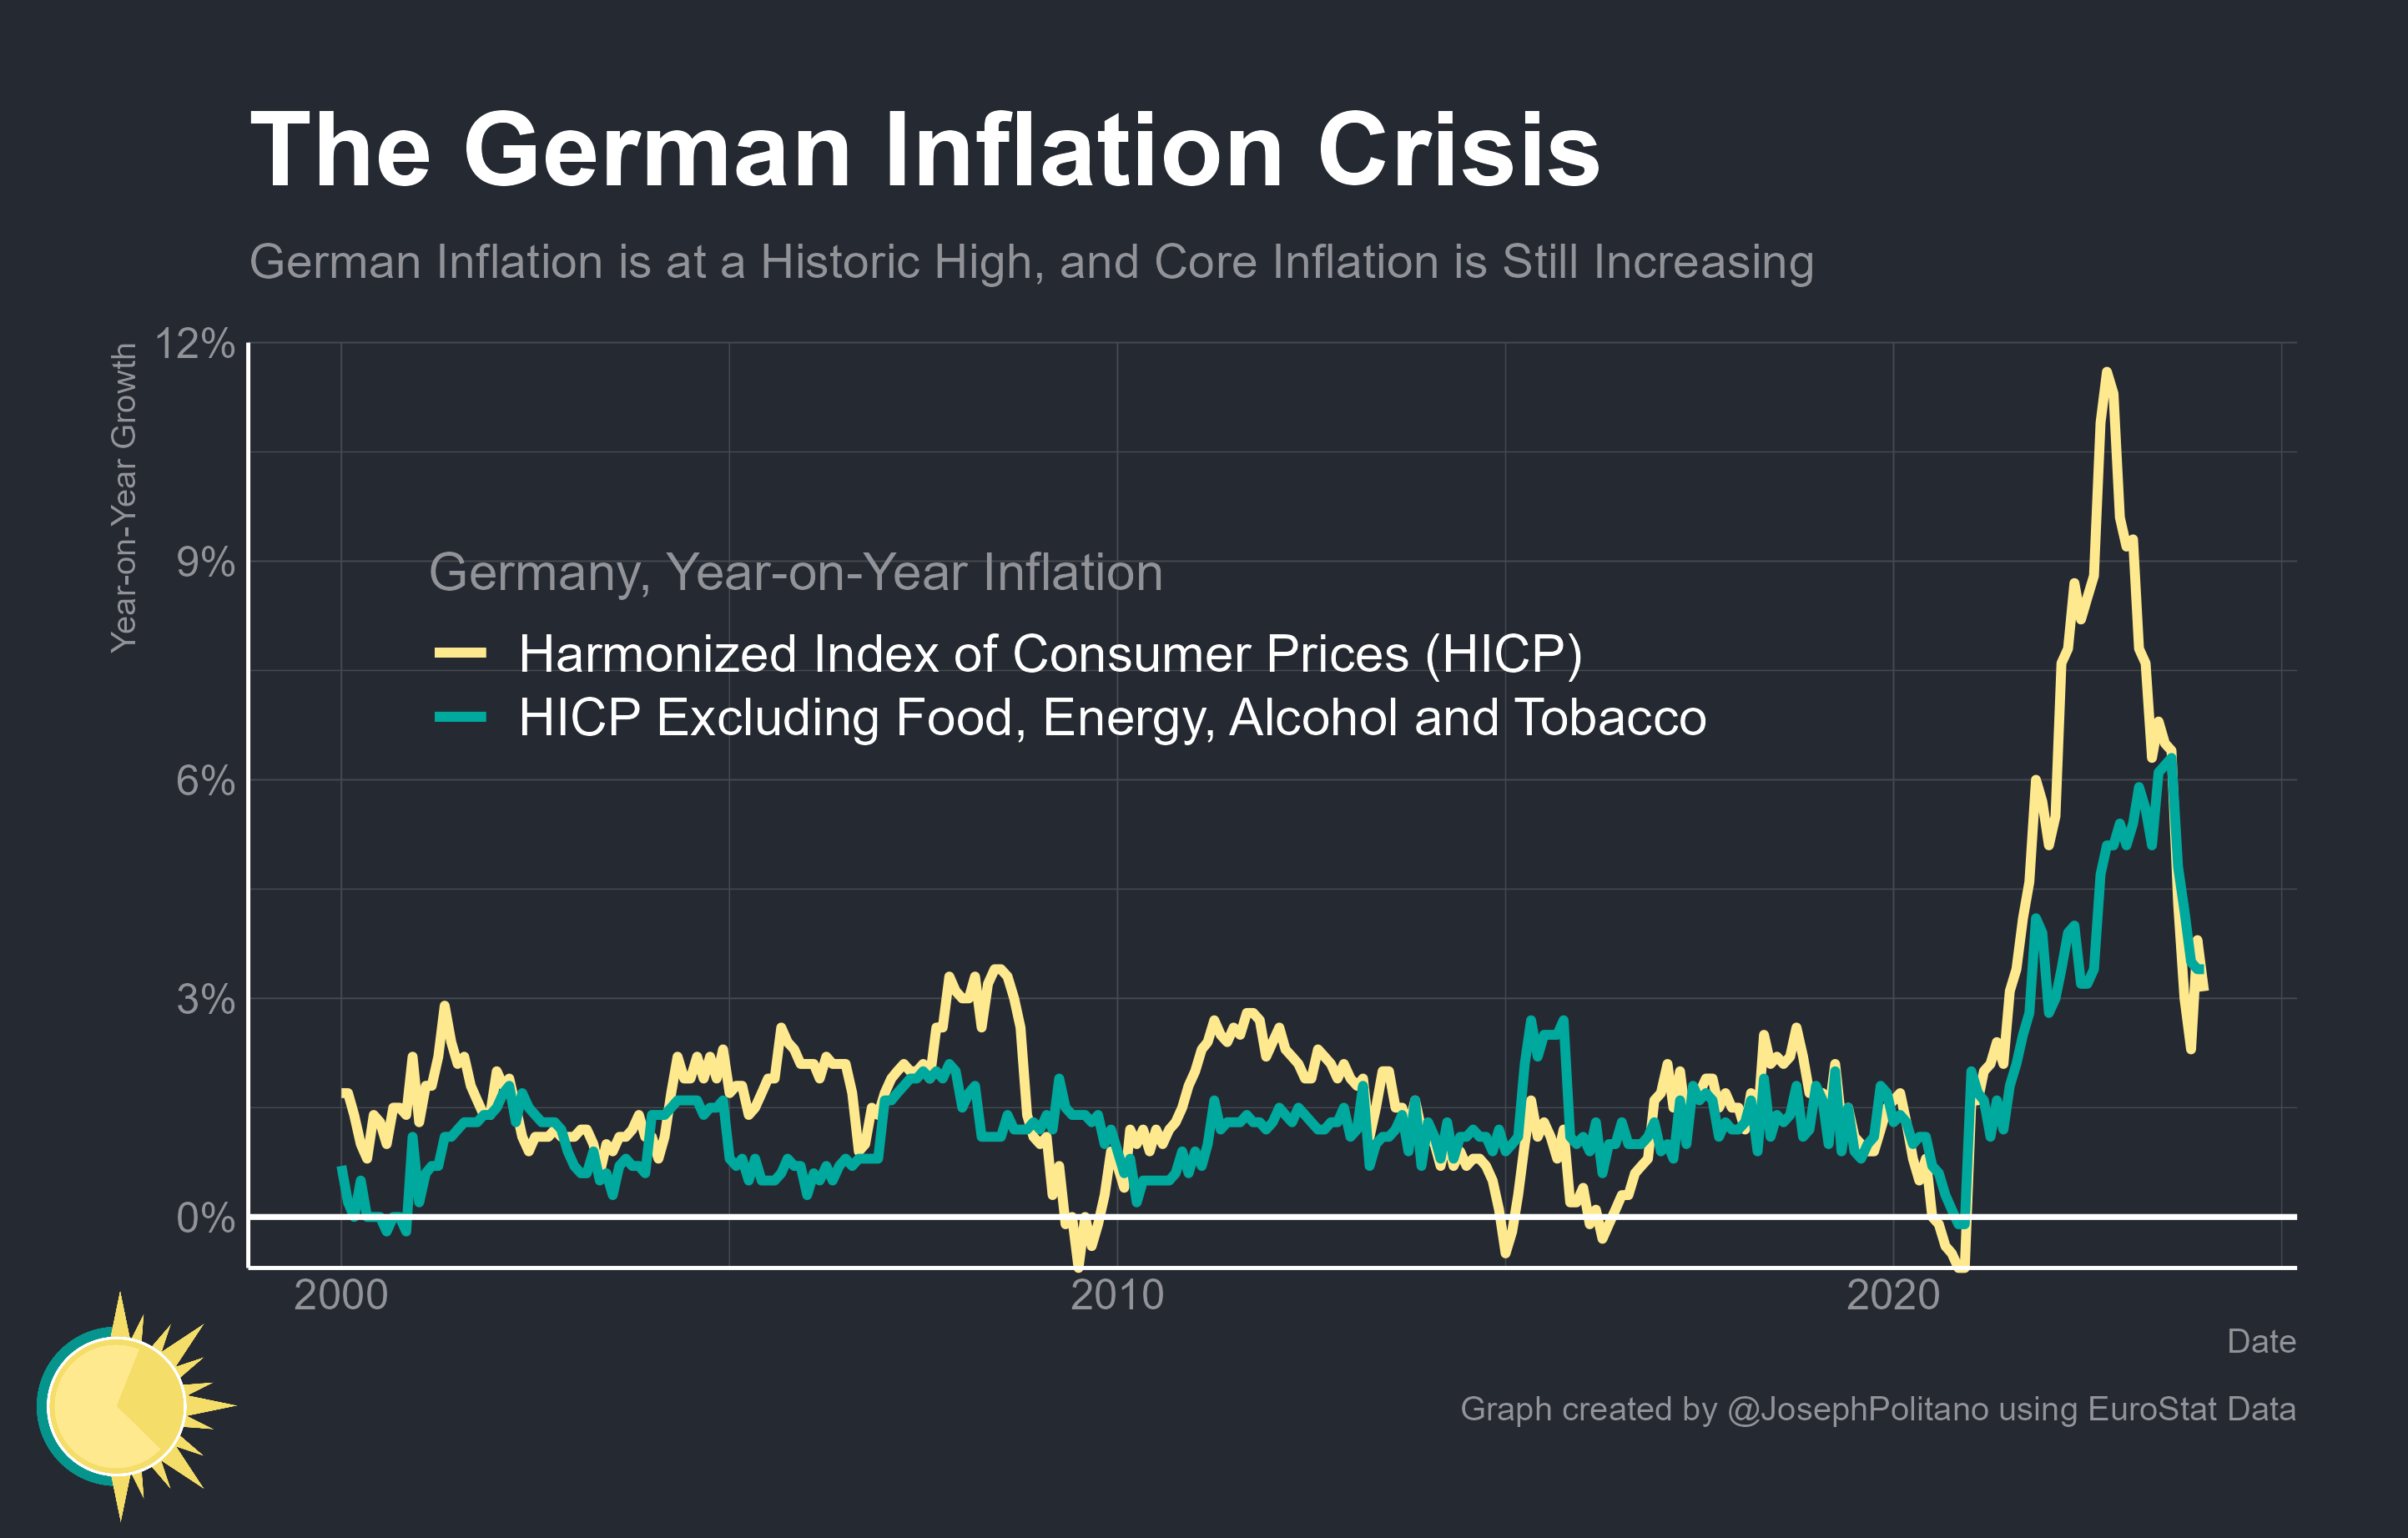 The German Inflation Crisis
German Inflation is at a Historic High, and Core Inflation is Still Increasing
Year-on-Year Growth
12%
9%
6%
3%
0%
Germany, Year-on-Year Inflation
Harmonized Index of Consumer Prices (HICP)
HICP Excluding Food, Energy, Alcohol and Tobacco
2000
2010
2020
Date
Graph created by @JosephPolitano using EuroStat Data